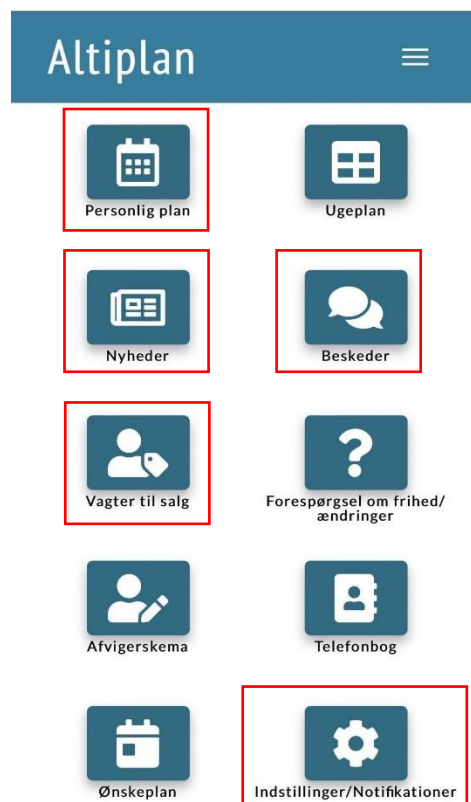 Altiplan
Personlig plan
Ugeplan
Nyheder
Beskeder
Vagter til salg
Forespørgsel om frihed/
ændringer
Afvigerskema
Telefonbog
Ønskeplan
Indstillinger/Notifikationer